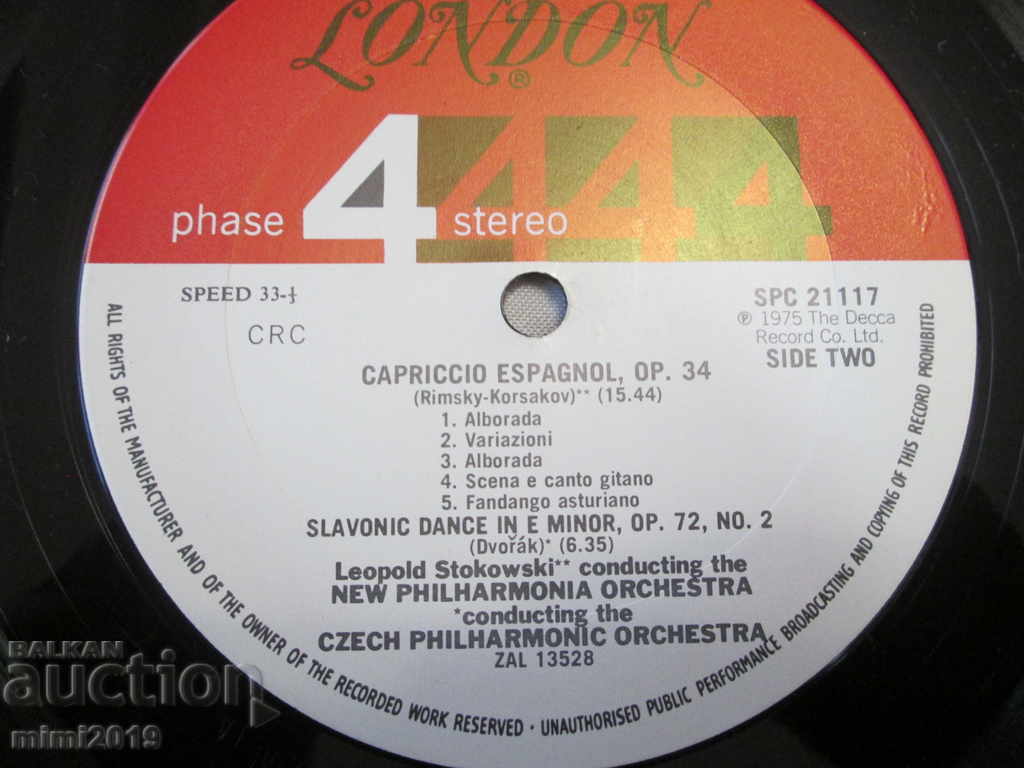 LONDON
®
phase 4 stereo 444
SPEED 33-⅓
CRC
SPC 21117
℗ 1975 The Decca
Record Co. Ltd.
SIDE TWO
CAPRICCIO ESPAGNOL, OP. 34
(Rimsky-Korsakov)** (15.44)
1. Alborada
2. Variazioni
3. Alborada
4. Scena e canto gitano
5. Fandango asturiano
SLAVONIC DANCE IN E MINOR, OP. 72, NO. 2
(Dvořák)* (6.35)
Leopold Stokowski** conducting the
NEW PHILHARMONIA ORCHESTRA
*conducting the
CZECH PHILHARMONIC ORCHESTRA
ZAL 13528
ALL RIGHTS OF THE MANUFACTURER AND OF THE OWNER OF THE RECORDED WORK RESERVED · UNAUTHORISED PUBLIC PERFORMANCE BROADCASTING AND COPYING OF THIS RECORD PROHIBITED
BALKAN
auction
mimi2019